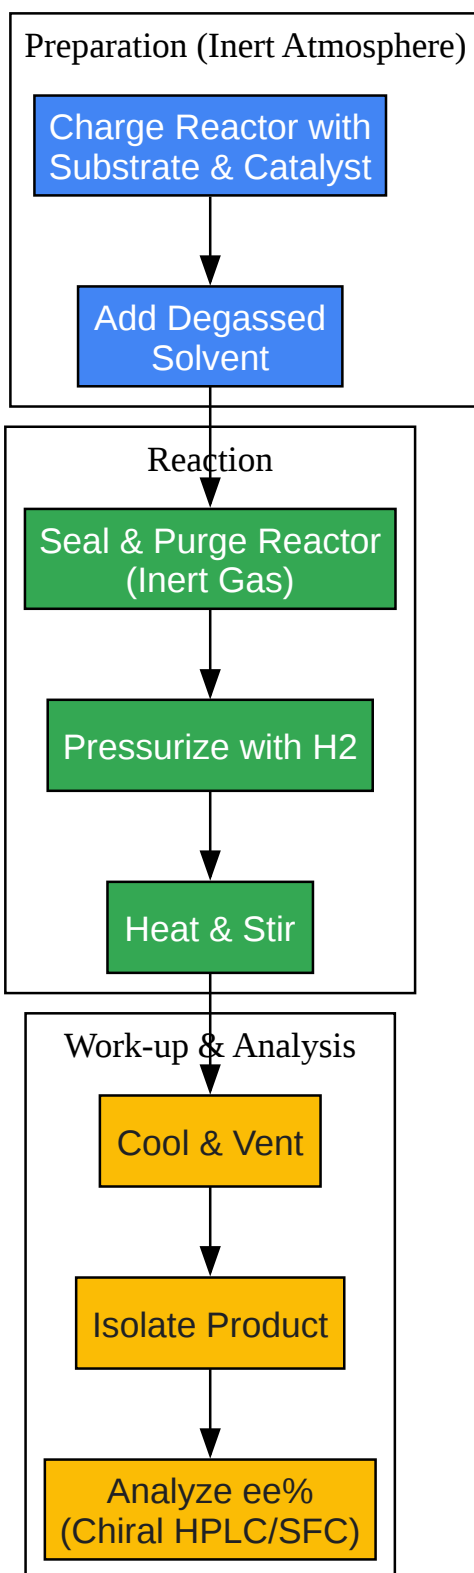 Preparation (Inert Atmosphere)
Charge Reactor with
Substrate & Catalyst
Add Degassed
Solvent
Reaction
Seal & Purge Reactor
(Inert Gas)
Pressurize with H2
Heat & Stir
Work-up & Analysis
Cool & Vent
Isolate Product
Analyze ee%
(Chiral HPLC/SFC)